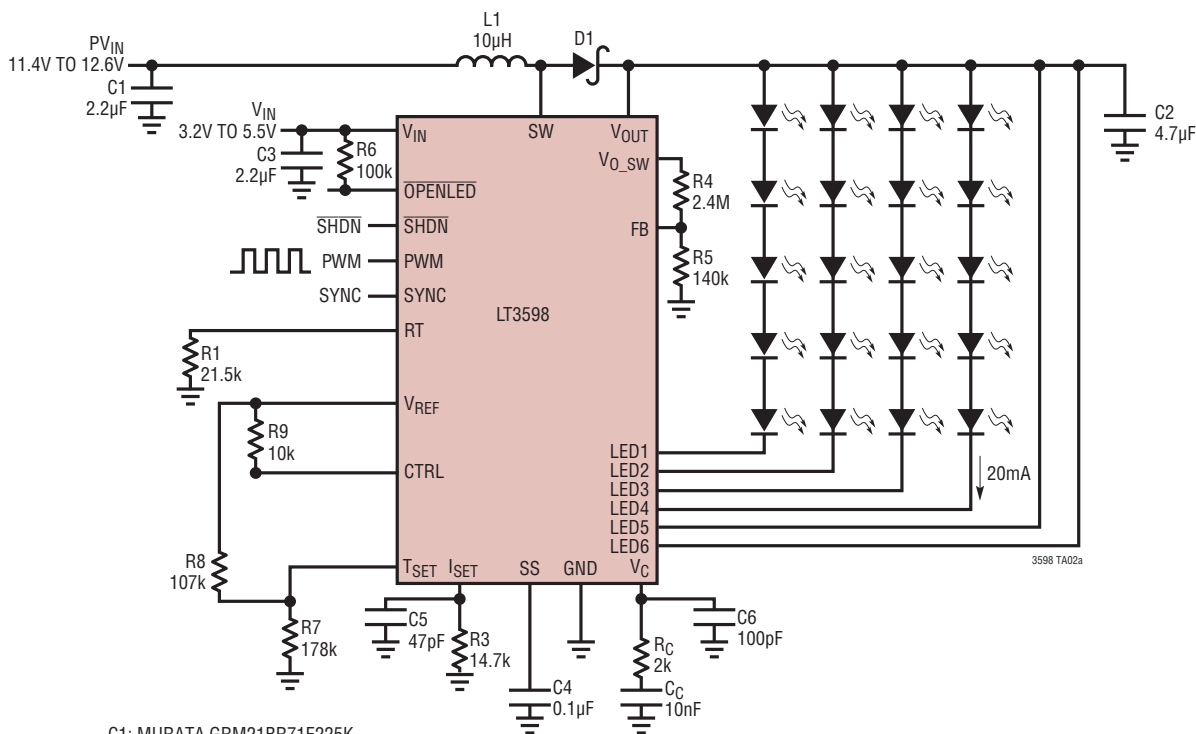 L1
10µH
D1
PVIN
11.4V TO 12.6V
C1
2.2µF
C2
4.7µF
VIN
3.2V TO 5.5V
C3
2.2µF
R6
100k
VIN
SW
VOUT
VO_SW
R4
2.4M
OPENLED
FB
R5
140k
SHDN
SHDN
PWM
PWM
SYNC
SYNC
LT3598
RT
R1
21.5k
VREF
R9
10k
CTRL
LED1
LED2
LED3
LED4
LED5
LED6
20mA
3598 TA02a
R8
107k
TSET
ISET
SS
GND
VC
R7
178k
C5
47pF
R3
14.7k
C4
0.1µF
C6
100pF
RC
2k
CC
10nF